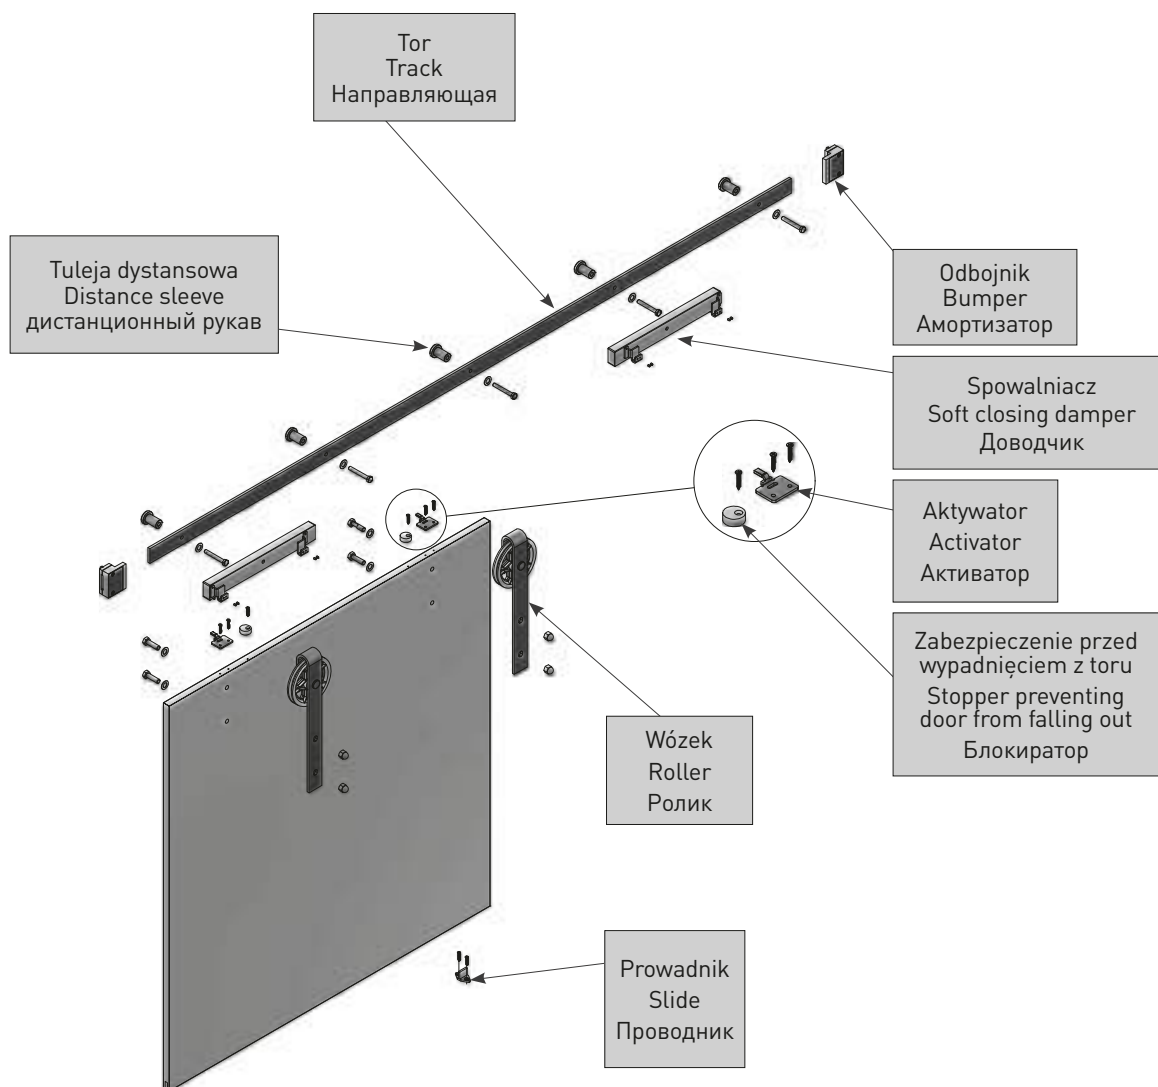 Tor
Track
Направляющая
Tuleja dystansowa
Distance sleeve
дистанционный рукав
Odbojnik
Bumper
Амортизатор
Spowalniacz
Soft closing damper
Доводчик
Aktywator
Activator
Активатор
Zabezpieczenie przed
wypadnięciem z toru
Stopper preventing
door from falling out
Блокиратор
Wózek
Roller
Ролик
Prowadnik
Slide
Проводник